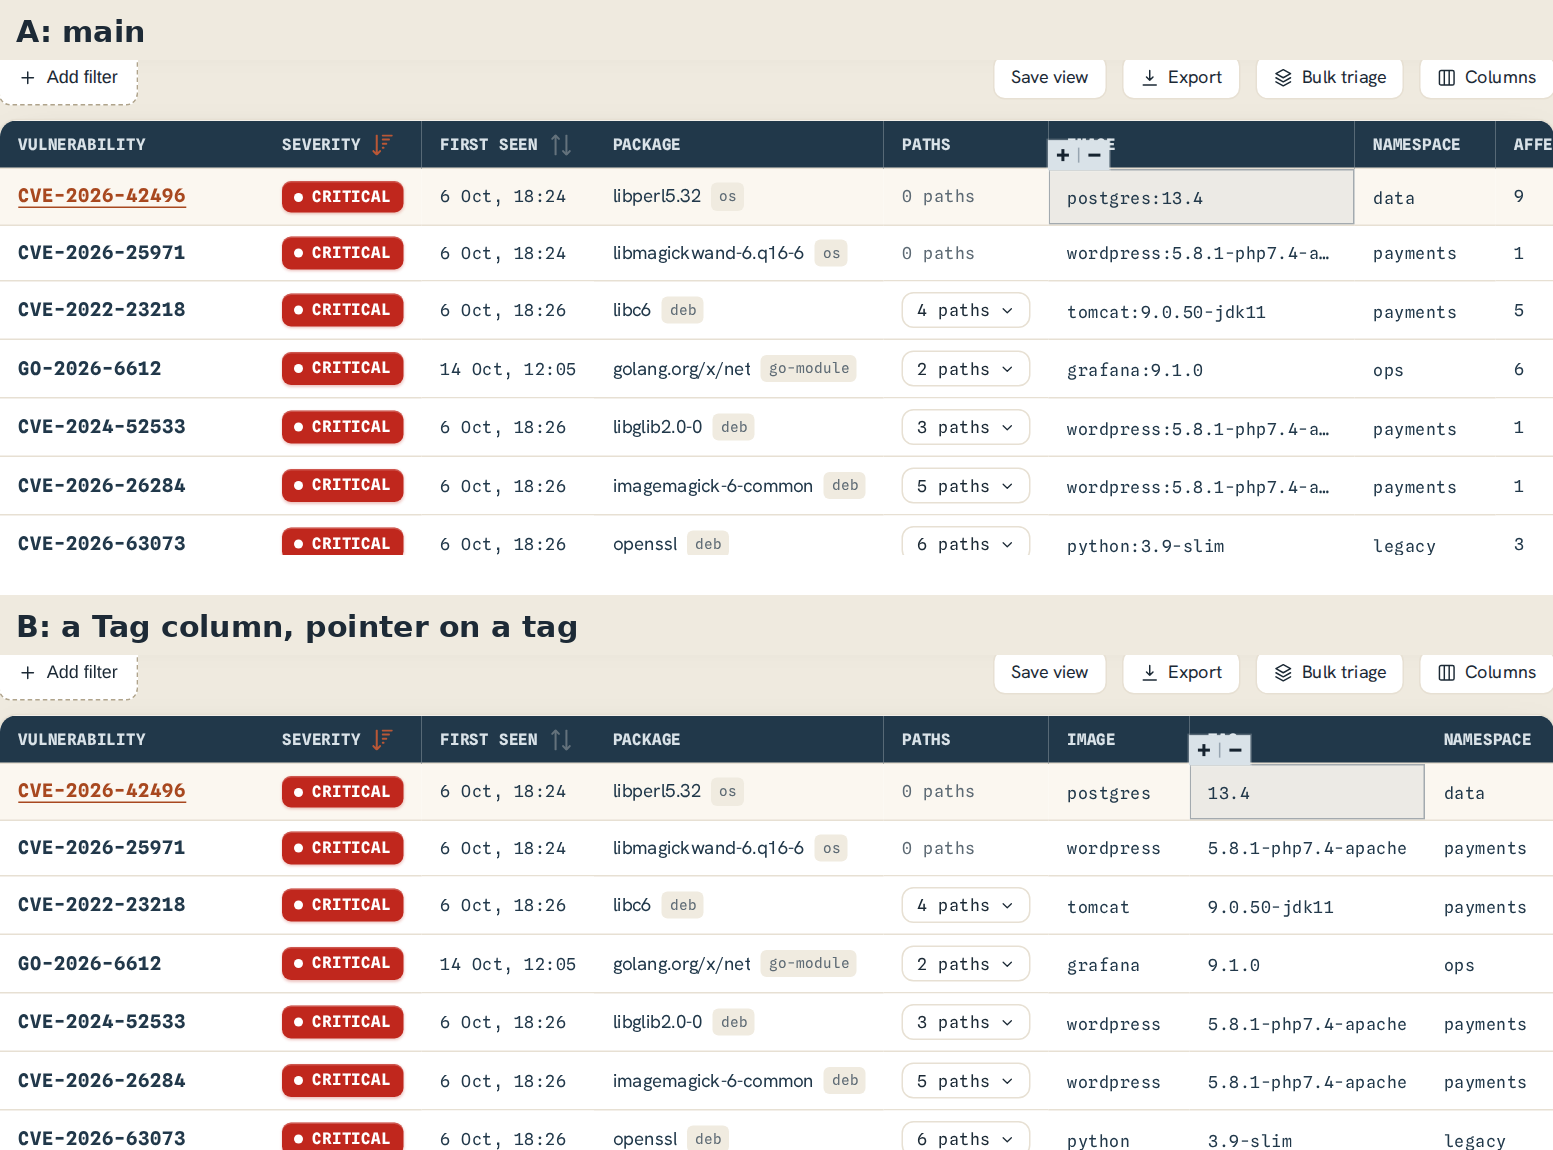 A: main
+ Add filter Save view Export Bulk triage Columns
VULNERABILITY SEVERITY FIRST SEEN PACKAGE PATHS NAMESPACE AFFE
+ | −
CVE-2026-42496 CRITICAL 6 Oct, 18:24 libperl5.32 os 0 paths postgres:13.4 data 9
CVE-2026-25971 CRITICAL 6 Oct, 18:24 libmagickwand-6.q16-6 os 0 paths wordpress:5.8.1-php7.4-a… payments 1
CVE-2022-23218 CRITICAL 6 Oct, 18:26 libc6 deb 4 paths tomcat:9.0.50-jdk11 payments 5
GO-2026-6612 CRITICAL 14 Oct, 12:05 golang.org/x/net go-module 2 paths grafana:9.1.0 ops 6
CVE-2024-52533 CRITICAL 6 Oct, 18:26 libglib2.0-0 deb 3 paths wordpress:5.8.1-php7.4-a… payments 1
CVE-2026-26284 CRITICAL 6 Oct, 18:26 imagemagick-6-common deb 5 paths wordpress:5.8.1-php7.4-a… payments 1
CVE-2026-63073 CRITICAL 6 Oct, 18:26 openssl deb 6 paths python:3.9-slim legacy 3
B: a Tag column, pointer on a tag
+ Add filter Save view Export Bulk triage Columns
VULNERABILITY SEVERITY FIRST SEEN PACKAGE PATHS IMAGE NAMESPACE
+ | −
CVE-2026-42496 CRITICAL 6 Oct, 18:24 libperl5.32 os 0 paths postgres 13.4 data
CVE-2026-25971 CRITICAL 6 Oct, 18:24 libmagickwand-6.q16-6 os 0 paths wordpress 5.8.1-php7.4-apache payments
CVE-2022-23218 CRITICAL 6 Oct, 18:26 libc6 deb 4 paths tomcat 9.0.50-jdk11 payments
GO-2026-6612 CRITICAL 14 Oct, 12:05 golang.org/x/net go-module 2 paths grafana 9.1.0 ops
CVE-2024-52533 CRITICAL 6 Oct, 18:26 libglib2.0-0 deb 3 paths wordpress 5.8.1-php7.4-apache payments
CVE-2026-26284 CRITICAL 6 Oct, 18:26 imagemagick-6-common deb 5 paths wordpress 5.8.1-php7.4-apache payments
CVE-2026-63073 CRITICAL 6 Oct, 18:26 openssl deb 6 paths python 3.9-slim legacy